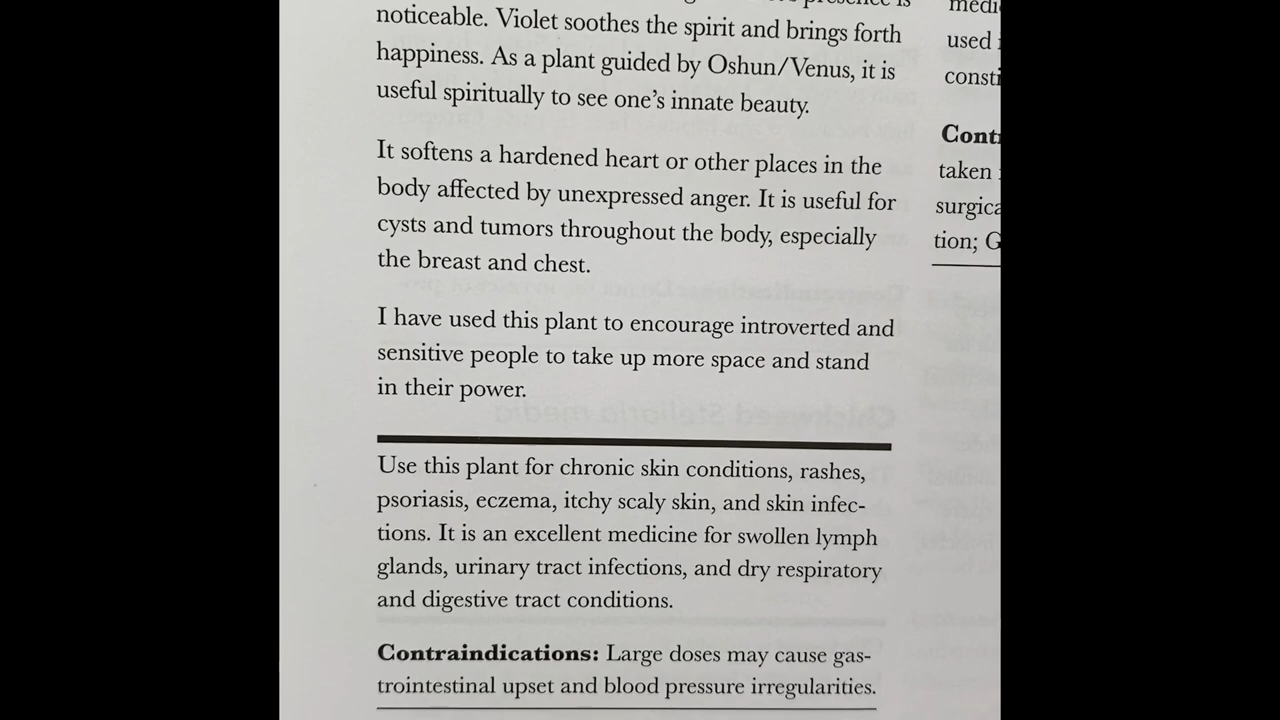 presence is
noticeable. Violet soothes the spirit and brings forth
happiness. As a plant guided by Oshun/Venus, it is
useful spiritually to see one's innate beauty.
It softens a hardened heart or other places in the
body affected by unexpressed anger. It is useful for
cysts and tumors throughout the body, especially
the breast and chest.
I have used this plant to encourage introverted and
sensitive people to take up more space and stand
in their power.
Use this plant for chronic skin conditions, rashes,
psoriasis, eczema, itchy scaly skin, and skin infec-
tions. It is an excellent medicine for swollen lymph
glands, urinary tract infections, and dry respiratory
and digestive tract conditions.
Contraindications: Large doses may cause gas-
trointestinal upset and blood pressure irregularities.
medi
used
consti
Cont
taken
surgica
tion; G